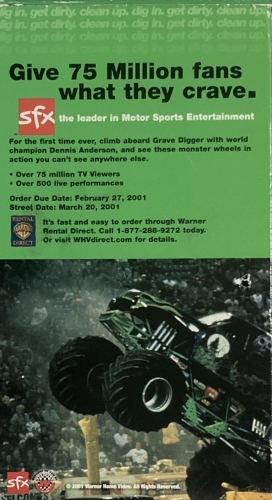 dig in. get dirty. clean up. dig in. get dirty. clean up.
Give 75 Million fans
what they crave.
sfx the leader in Motor Sports Entertainment
For the first time ever, climb aboard Grave Digger with world
champion Dennis Anderson, and see these monster wheels in
action you can't see anywhere else.
• Over 75 million TV Viewers
• Over 500 live performances
Order Due Date: February 27, 2001
Street Date: March 20, 2001
RENTAL
DIRECT
It's fast and easy to order through Warner
Rental Direct. Call 1-877-288-9272 today.
Or visit WHVdirect.com for details.
sfx
© 2001 Warner Home Video. All Rights Reserved.